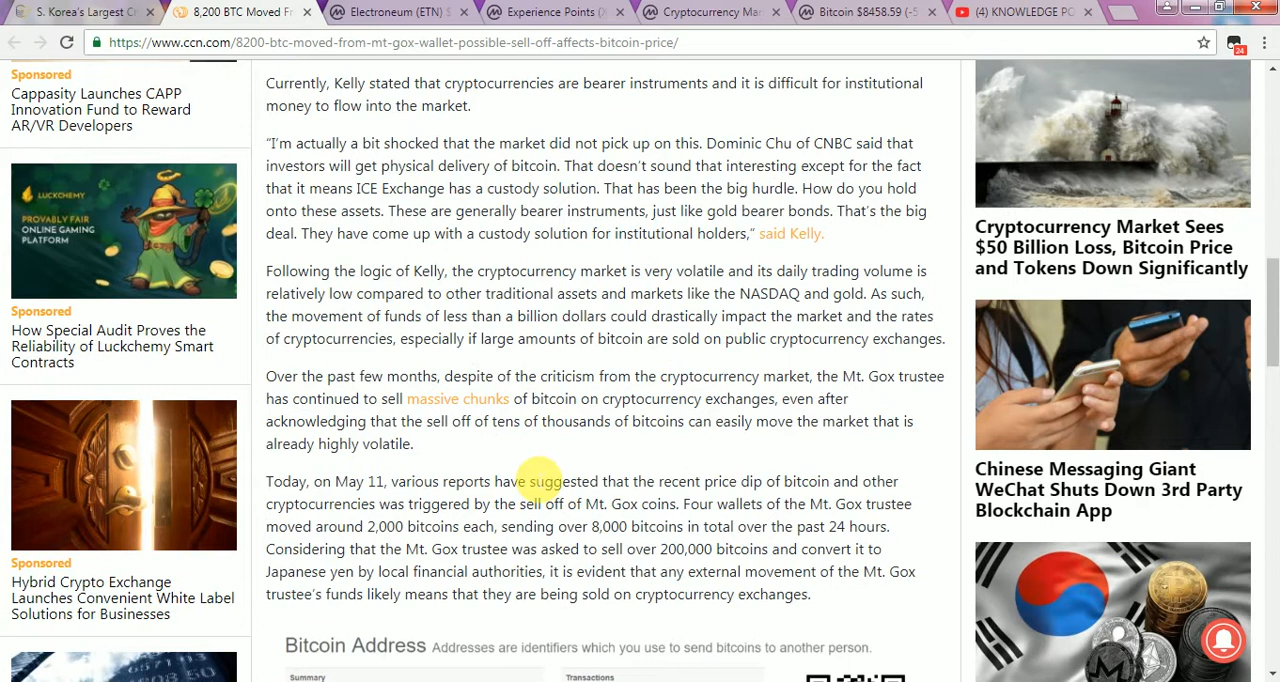 S. Korea's Largest C
8,200 BTC Moved Fr
Electroneum (ETN) S
Experience Points (X
Cryptocurrency Mar
Bitcoin $8458.59 (-5
(4) KNOWLEDGE PO
https://www.ccn.com/8200-btc-moved-from-mt-gox-wallet-possible-sell-off-affects-bitcoin-price/
24
Sponsored
Cappasity Launches CAPP
Innovation Fund to Reward
AR/VR Developers
LUCKCHEMY
PROVABLY FAIR
ONLINE GAMING
PLATFORM
Sponsored
How Special Audit Proves the
Reliability of Luckchemy Smart
Contracts
Sponsored
Hybrid Crypto Exchange
Launches Convenient White Label
Solutions for Businesses
Currently, Kelly stated that cryptocurrencies are bearer instruments and it is difficult for institutional
money to flow into the market.
“I’m actually a bit shocked that the market did not pick up on this. Dominic Chu of CNBC said that
investors will get physical delivery of bitcoin. That doesn’t sound that interesting except for the fact
that it means ICE Exchange has a custody solution. That has been the big hurdle. How do you hold
onto these assets. These are generally bearer instruments, just like gold bearer bonds. That’s the big
deal. They have come up with a custody solution for institutional holders,” said Kelly.
Following the logic of Kelly, the cryptocurrency market is very volatile and its daily trading volume is
relatively low compared to other traditional assets and markets like the NASDAQ and gold. As such,
the movement of funds of less than a billion dollars could drastically impact the market and the rates
of cryptocurrencies, especially if large amounts of bitcoin are sold on public cryptocurrency exchanges.
Over the past few months, despite of the criticism from the cryptocurrency market, the Mt. Gox trustee
has continued to sell massive chunks of bitcoin on cryptocurrency exchanges, even after
acknowledging that the sell off of tens of thousands of bitcoins can easily move the market that is
already highly volatile.
Today, on May 11, various reports have suggested that the recent price dip of bitcoin and other
cryptocurrencies was triggered by the sell off of Mt. Gox coins. Four wallets of the Mt. Gox trustee
moved around 2,000 bitcoins each, sending over 8,000 bitcoins in total over the past 24 hours.
Considering that the Mt. Gox trustee was asked to sell over 200,000 bitcoins and convert it to
Japanese yen by local financial authorities, it is evident that any external movement of the Mt. Gox
trustee’s funds likely means that they are being sold on cryptocurrency exchanges.
Bitcoin Address Addresses are identifiers which you use to send bitcoins to another person.
Summary
Transactions
Cryptocurrency Market Sees
$50 Billion Loss, Bitcoin Price
and Tokens Down Significantly
Chinese Messaging Giant
WeChat Shuts Down 3rd Party
Blockchain App